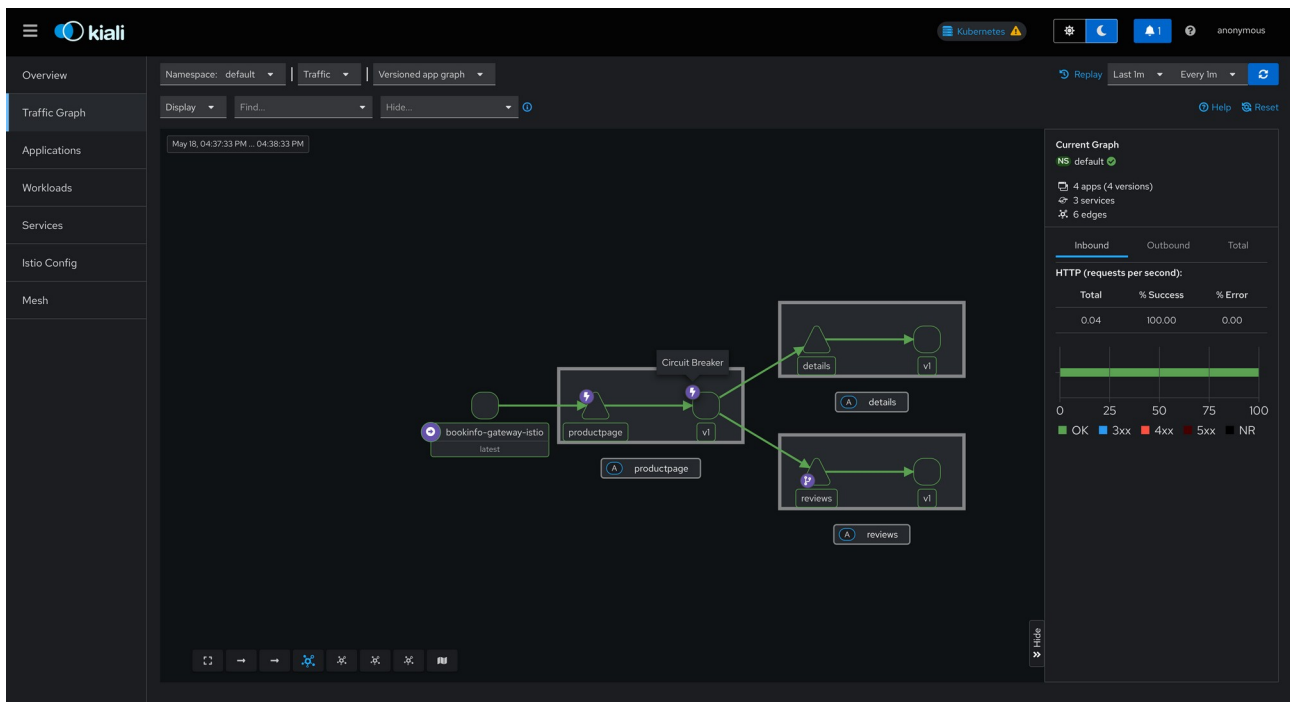 kiali
Kubernetes
1
anonymous
Overview
Traffic Graph
Applications
Workloads
Services
Istio Config
Mesh
Namespace: default
Traffic
Versioned app graph
Replay
Last 1m
Every 1m
Display
Find...
Hide...
Help
Reset
May 18, 04:37:33 PM ... 04:38:33 PM
Circuit Breaker
bookinfo-gateway-istio
latest
productpage
v1
A productpage
details
v1
A details
reviews
v1
A reviews
Hide
Current Graph
NS default
4 apps (4 versions)
3 services
6 edges
Inbound
Outbound
Total
HTTP (requests per second):
Total % Success % Error
0.04 100.00 0.00
0 25 50 75 100
OK 3xx 4xx 5xx NR